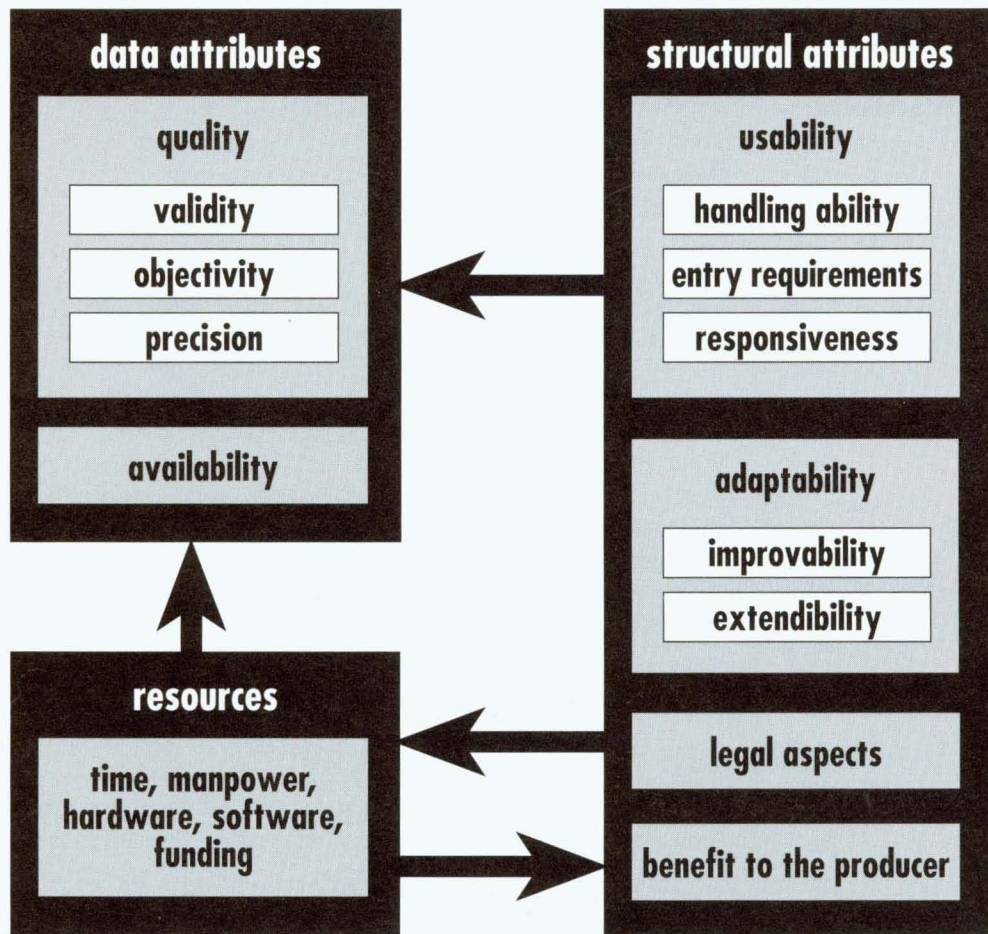 data attributes
quality
validity
objectivity
precision
availability
resources
time, manpower,
hardware, software,
funding
structural attributes
usability
handling ability
entry requirements
responsiveness
adaptability
improvability
extendibility
legal aspects
benefit to the producer